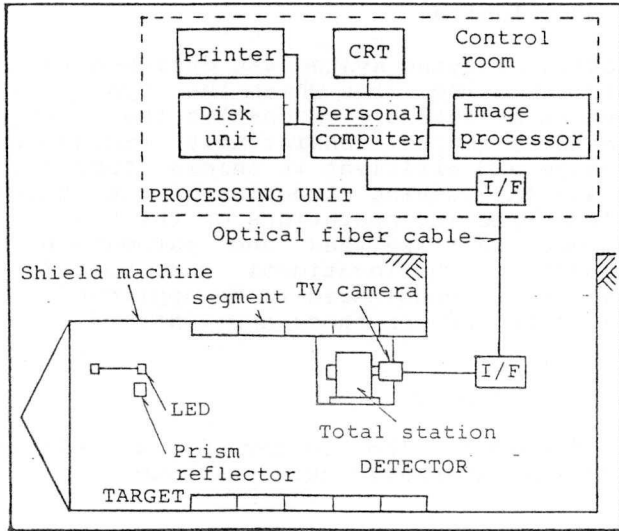 Printer
CRT
Control
room
Disk
unit
Personal
computer
Image
processor
I/F
PROCESSING UNIT
Optical fiber cable
Shield machine
segment
TV camera
I/F
LED
Prism
reflector
Total station
DETECTOR
TARGET